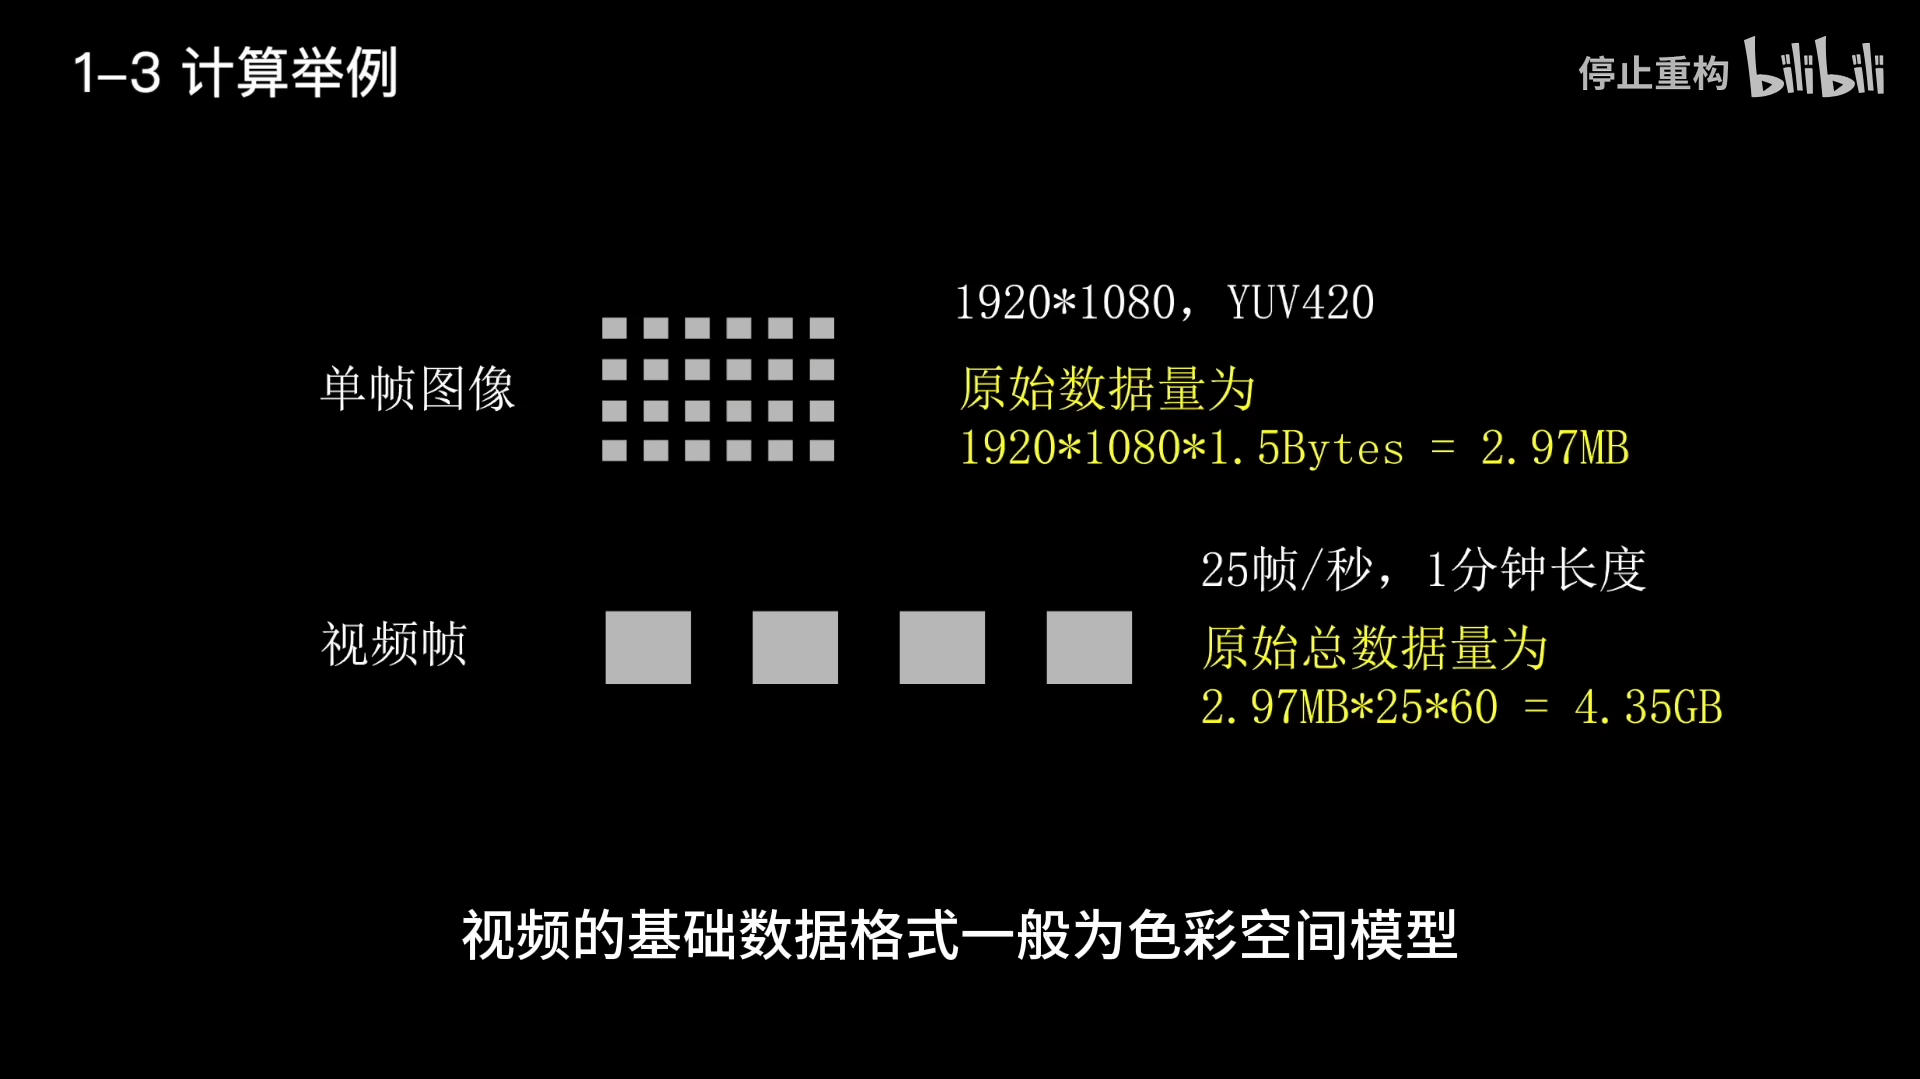 1-3 计算举例
停止重构 bilibili
1920*1080，YUV420
单帧图像
原始数据量为
1920*1080*1.5Bytes = 2.97MB
25帧/秒，1分钟长度
视频帧
原始总数据量为
2.97MB*25*60 = 4.35GB
视频的基础数据格式一般为色彩空间模型